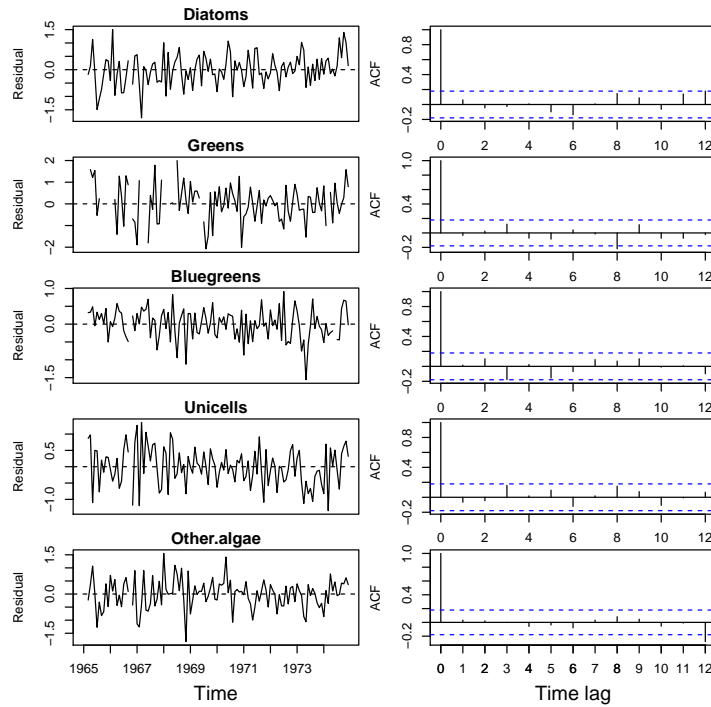 Diatoms
Residual
1.5
0.0
−1.5
ACF
1.0
0.4
−0.2
0 2 4 6 8 10 12
Greens
Residual
2
1
0
−2
ACF
1.0
0.4
−0.2
0 2 4 6 8 10 12
Bluegreens
Residual
1.0
0.0
−1.5
ACF
1.0
0.4
−0.2
0 2 4 6 8 10 12
Unicells
Residual
0.5
−1.0
ACF
1.0
0.4
−0.2
0 2 4 6 8 10 12
Other.algae
Residual
1.5
0.0
−1.5
ACF
1.0
0.4
−0.2
1965 1967 1969 1971 1973
0 1 2 3 4 5 6 7 8 9 10 11 12
Time
Time lag